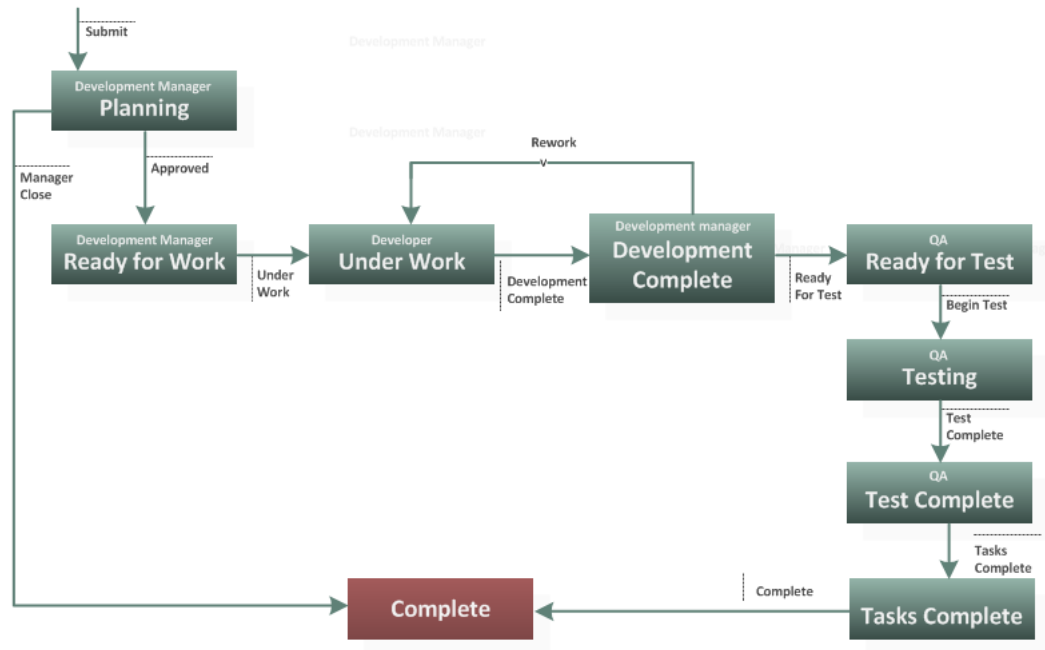 Submit
Development Manager
Development Manager
Planning
Development Manager
Rework
v
Approved
Manager
Close
Development Manager
Ready for Work
Under
Work
Developer
Under Work
Development
Complete
Development manager
Development
Complete
Manager
Ready
For Test
QA
Ready for Test
Begin Test
QA
Testing
Test
Complete
QA
Test Complete
Tasks
Complete
Complete
Complete
Tasks Complete